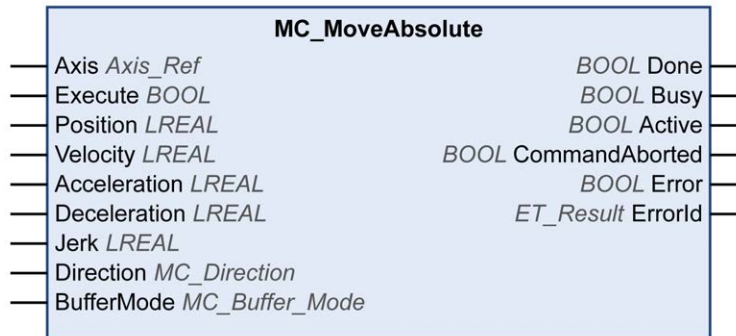 MC_MoveAbsolute
Axis Axis_Ref BOOL Done
Execute BOOL BOOL Busy
Position LREAL BOOL Active
Velocity LREAL BOOL CommandAborted
Acceleration LREAL BOOL Error
Deceleration LREAL ET_Result ErrorId
Jerk LREAL
Direction MC_Direction
BufferMode MC_Buffer_Mode